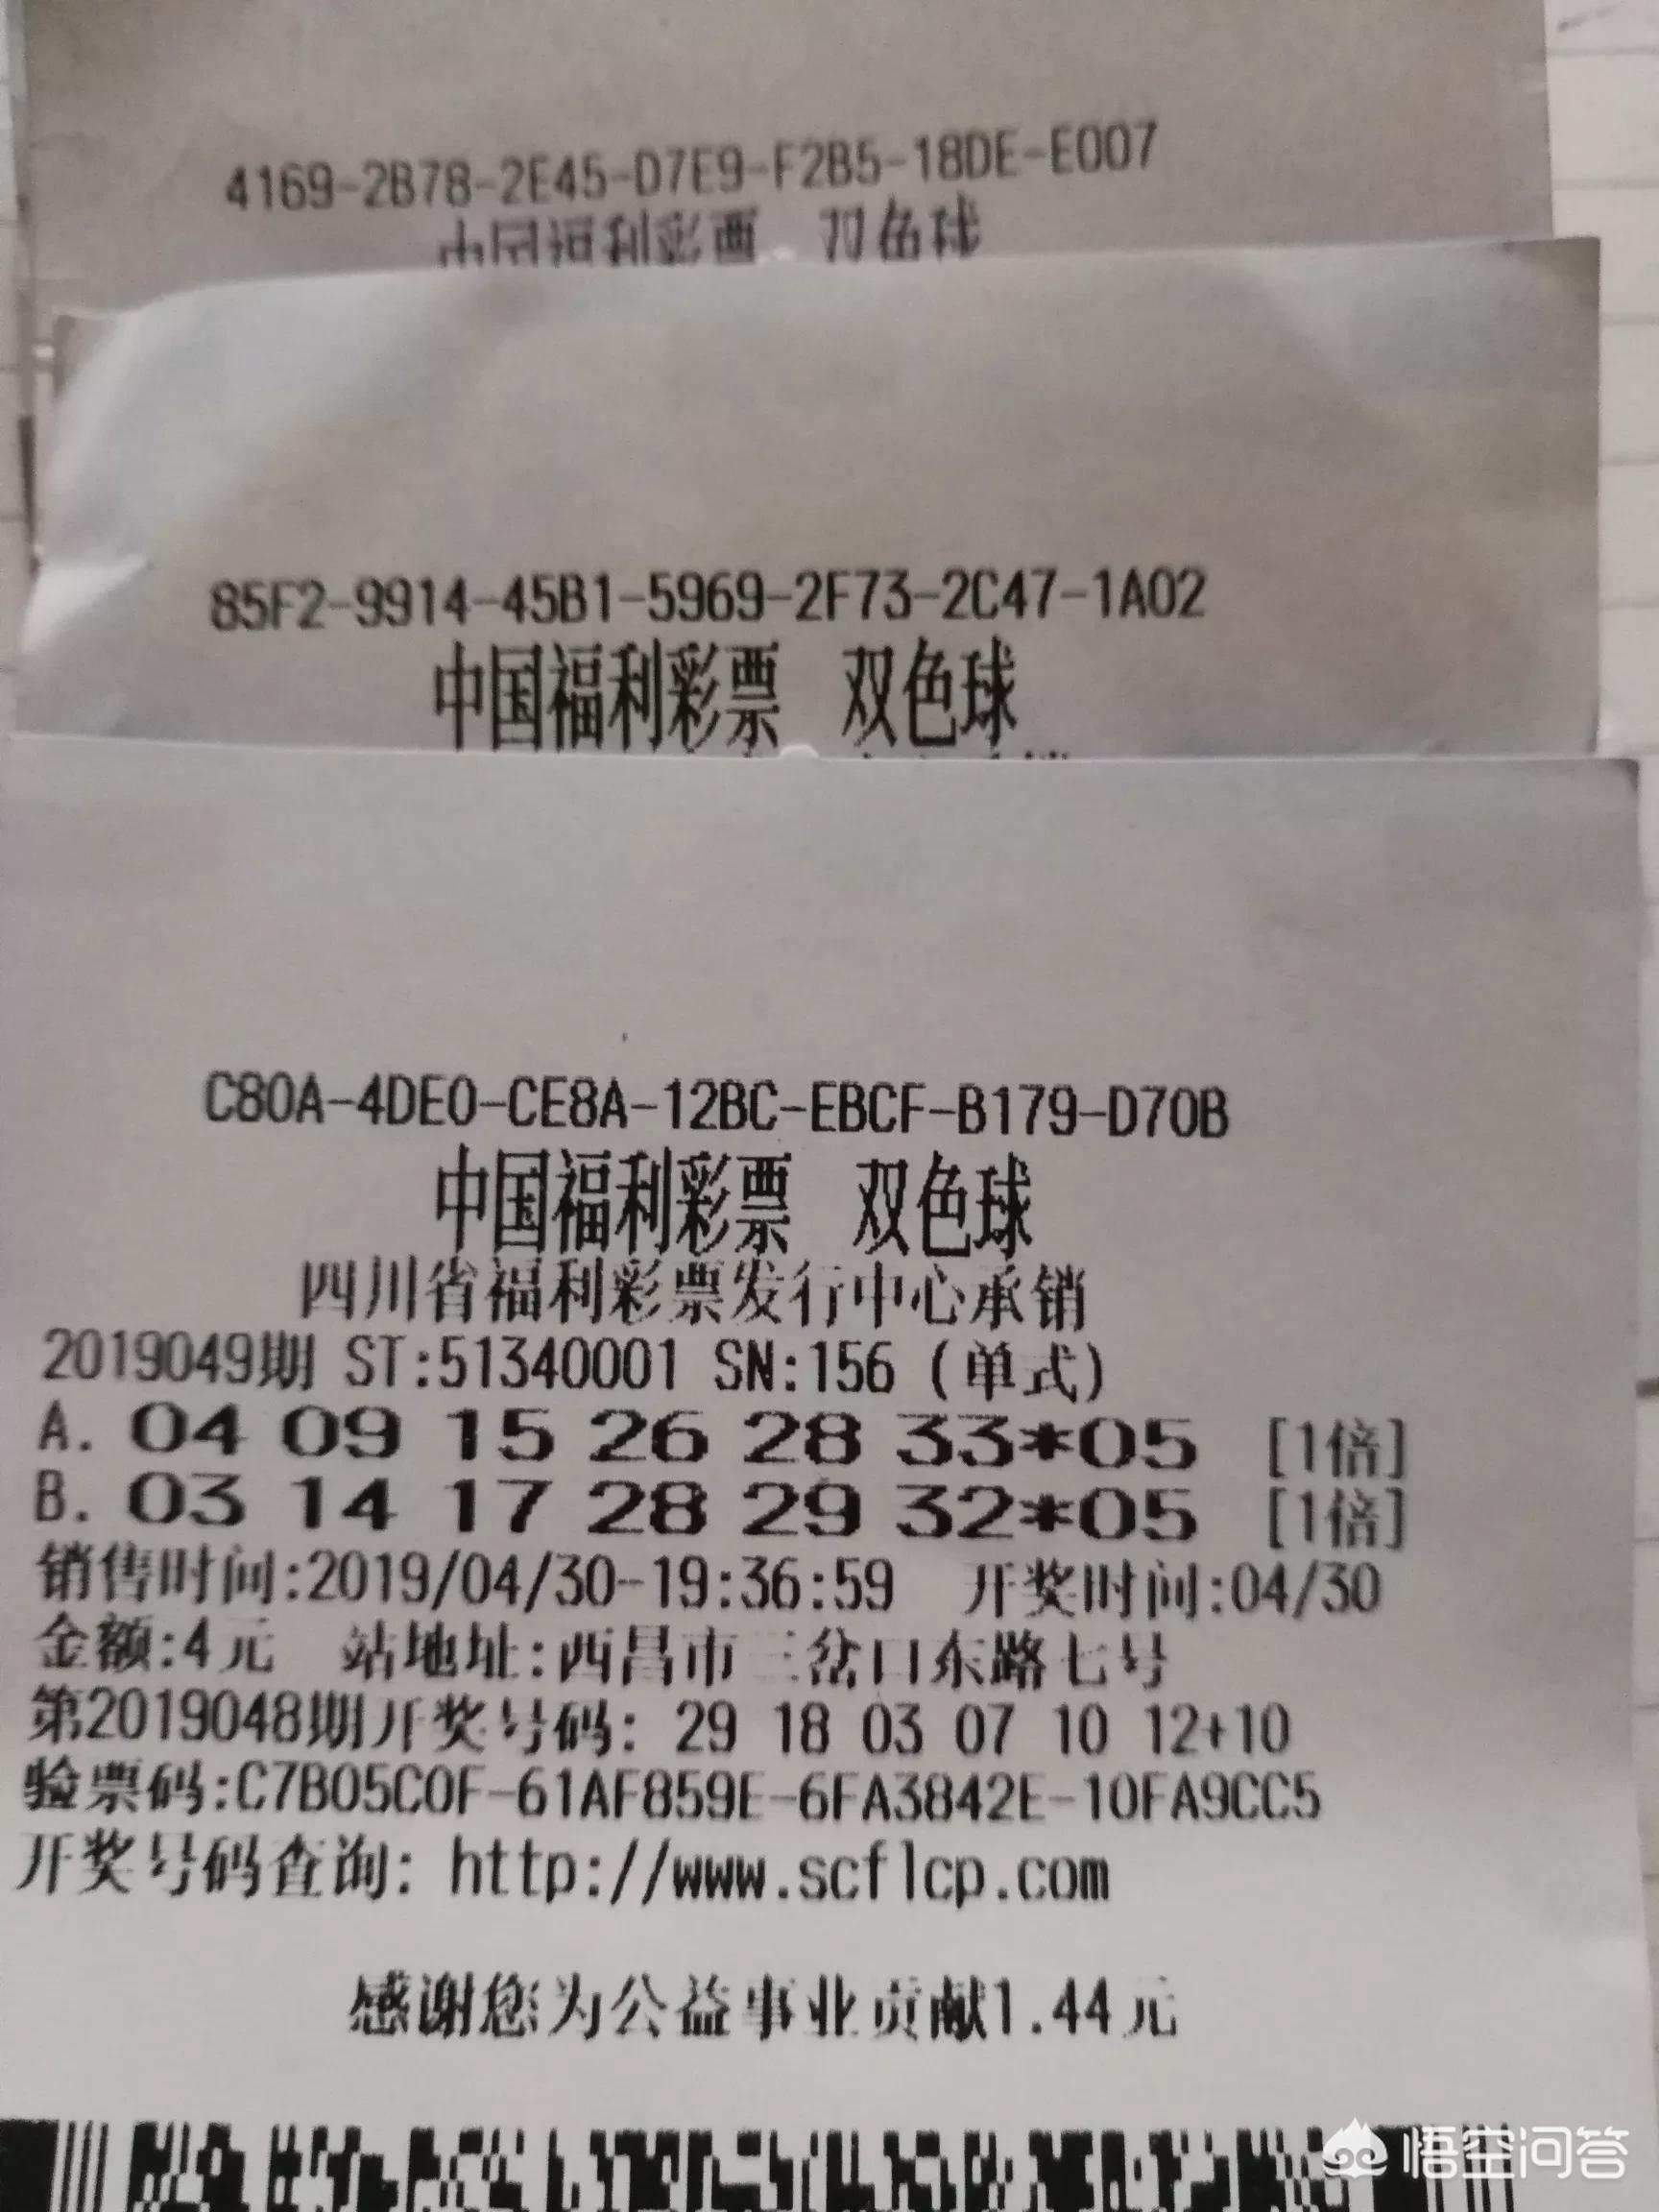 4169-2B78-2E45-D7E9-F2B5-18DE-E007
中国福利彩票 双色球
85F2-9914-45B1-5969-2F73-2C47-1A02
中国福利彩票 双色球
C80A-4DE0-CE8A-12BC-EBCF-B179-D70B
中国福利彩票 双色球
四川省福利彩票发行中心承销
2019049期 ST:51340001 SN:156 (单式)
A. 04 09 15 26 28 33*05 [1倍]
B. 03 14 17 28 29 32*05 [1倍]
销售时间:2019/04/30-19:36:59 开奖时间:04/30
金额:4元 站地址:西昌市三岔口东路七号
第2019048期开奖号码: 29 18 03 07 10 12+10
验票码:C7B05C0F-61AF859E-6FA3842E-10FA9CC5
开奖号码查询: http://www.scflcp.com
感谢您为公益事业贡献1.44元
悟空问答